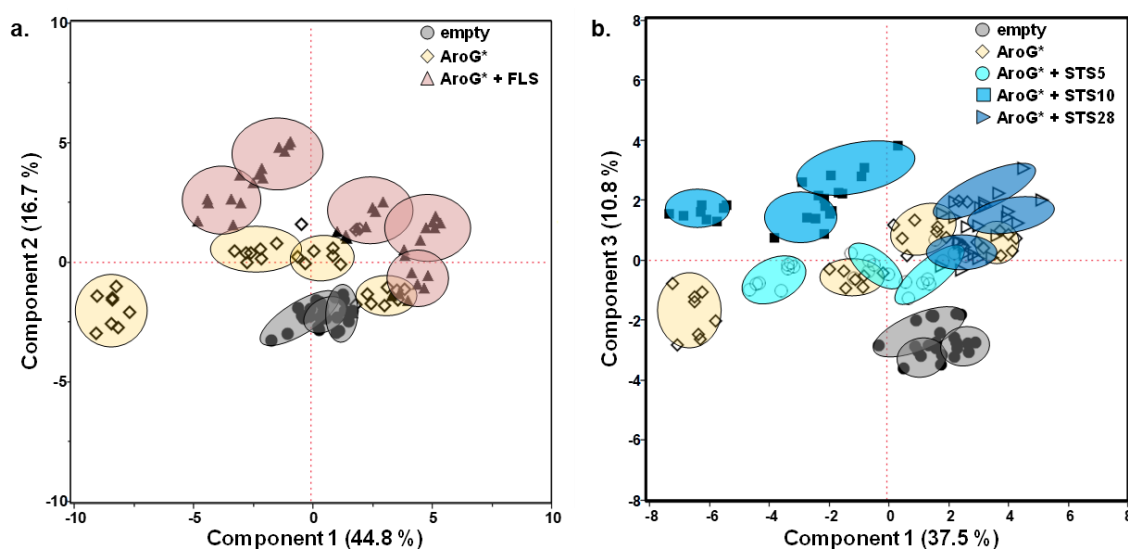 a.
empty
AroG*
AroG* + FLS
Component 2 (16.7 %)
10
5
0
-5
-10
-10
-5
0
5
10
Component 1 (44.8 %)
b.
empty
AroG*
AroG* + STS5
AroG* + STS10
AroG* + STS28
Component 3 (10.8 %)
8
6
4
2
0
-2
-4
-6
-8
-8
-6
-4
-2
0
2
4
6
8
Component 1 (37.5 %)